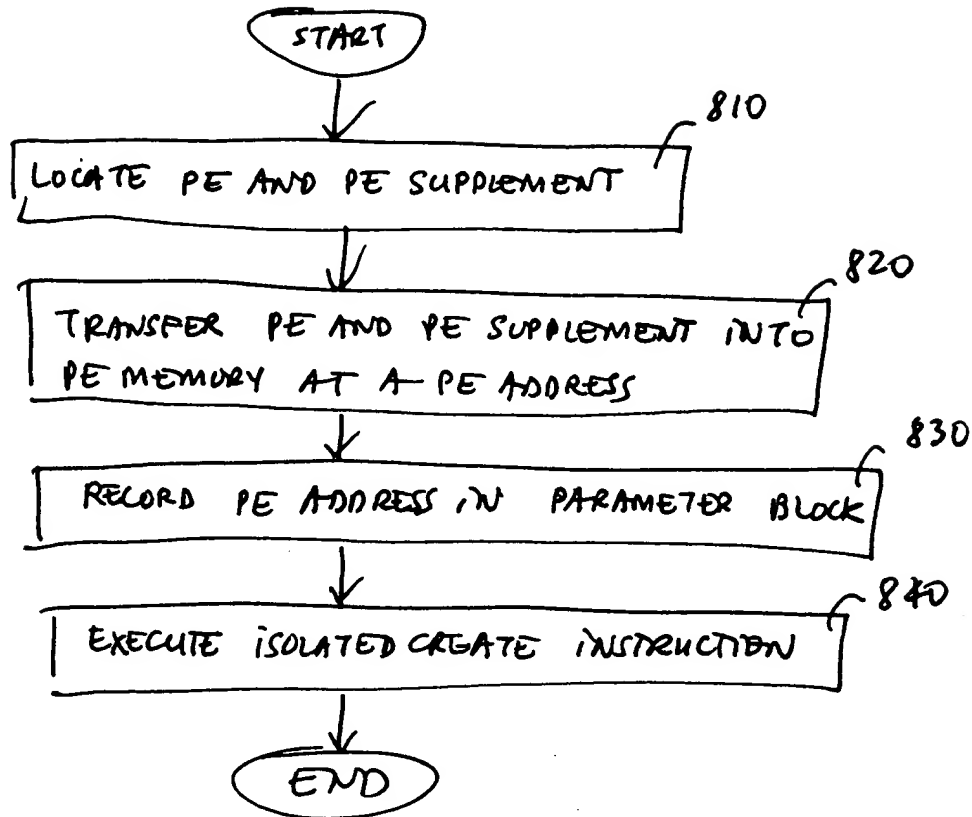 START
810
LOCATE PE AND PE SUPPLEMENT
820
TRANSFER PE AND PE SUPPLEMENT INTO
PE MEMORY AT A PE ADDRESS
830
RECORD PE ADDRESS IN PARAMETER BLOCK
840
EXECUTE ISOLATED CREATE INSTRUCTION
END